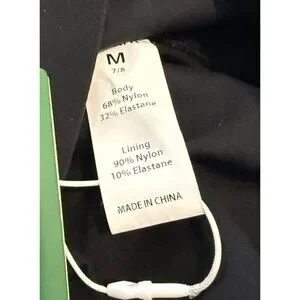 M
7/8
Body
68% Nylon
32% Elastane
Lining
90% Nylon
10% Elastane
MADE IN CHINA